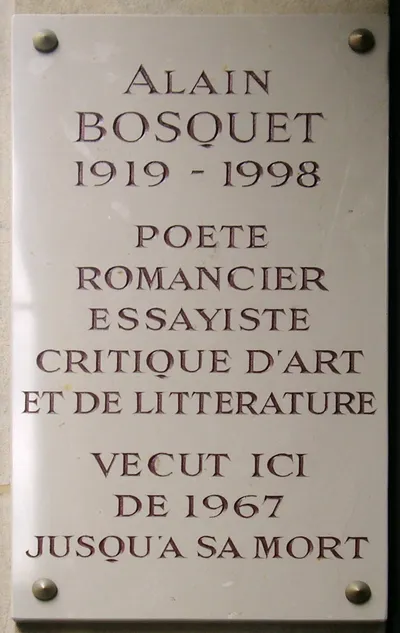 ALAIN
BOSQUET
1919 - 1998
POETE
ROMANCIER
ESSAYISTE
CRITIQUE D'ART
ET DE LITTERATURE
VECUT ICI
DE 1967
JUSQU'A SA MORT